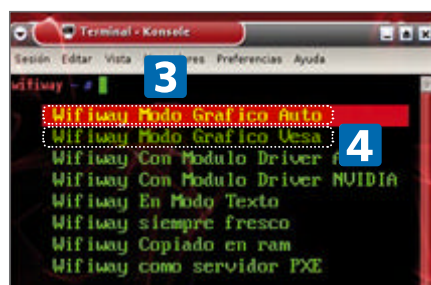 Terminal - Konsole
Sesión Editar Vista Preferencias Ayuda
wifiway ~ #
3
Wifiway Modo Grafico Auto
Wifiway Modo Grafico Vesa
4
Wifiway Con Modulo Driver
Wifiway Con Modulo Driver NVIDIA
Wifiway En Modo Texto
Wifiway siempre fresco
Wifiway Copiado en ram
Wifiway como servidor PXE